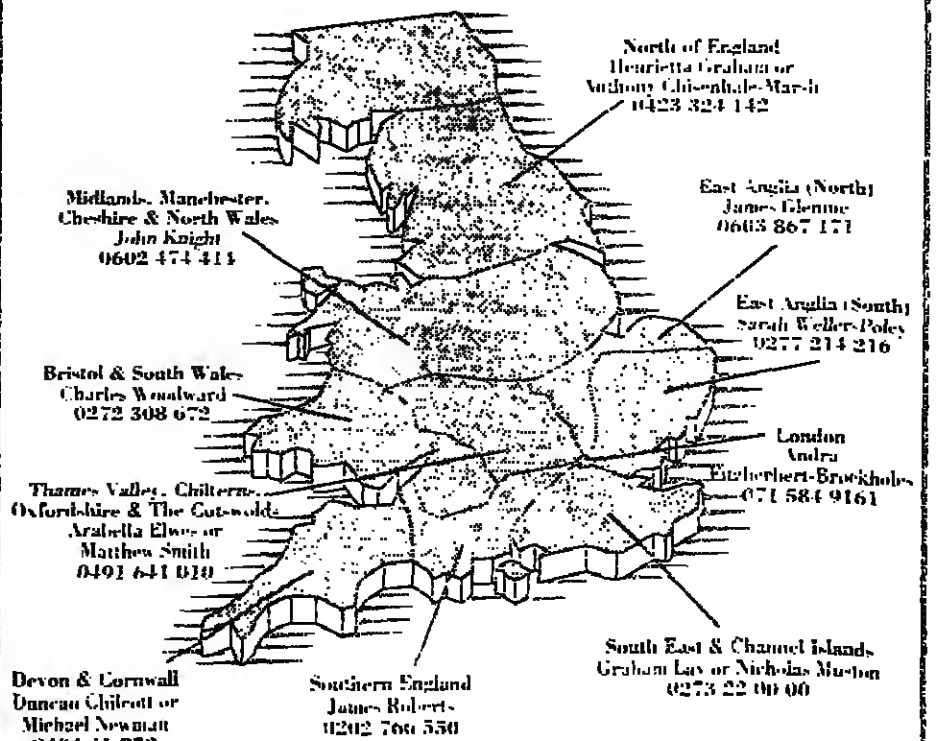 North of England
Henrietta Graham or
Anthony Chisenhale-Marsh
0423 324 142
Midlands, Manchester,
Cheshire & North Wales
John Knight
0602 474 411
East Anglia (North)
James Glennie
0603 867 171
East Anglia (South)
Sarah Weller-Poley
0277 214 216
Bristol & South Wales
Charles Woodward
0272 308 672
London
Andra
Fitzherbert-Brockholes
071 584 9161
Thames Valley, Chilterns,
Oxfordshire & The Cotswolds
Arabella Elwes or
Matthew Smith
0491 641 010
South East & Channel Islands
Graham Lay or Nicholas Muston
0273 22 00 00
Devon & Cornwall
Duncan Chilcott or
Michael Newman
Southern England
James Roberts
0202 766 550